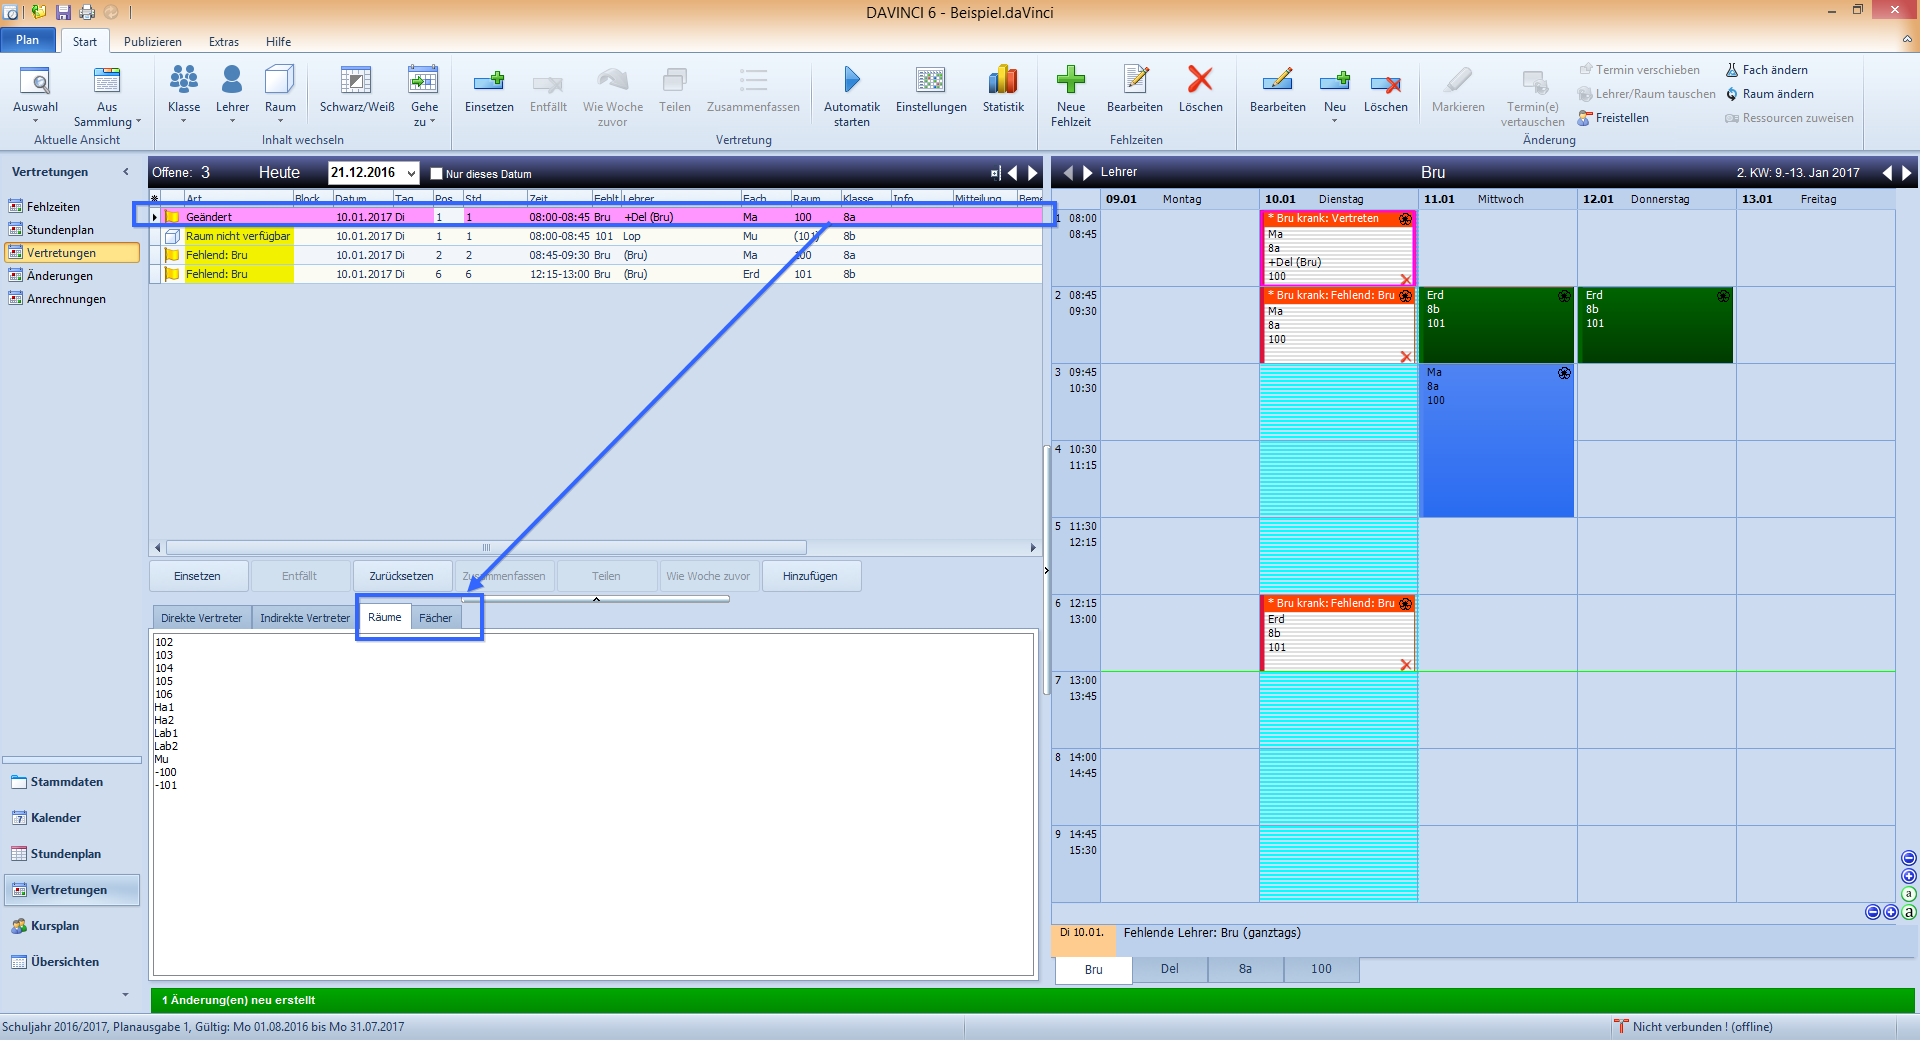 DAVINCI 6 - Beispiel.daVinci
Plan Start Publizieren Extras Hilfe
Auswahl
Aus Sammlung
Aktuelle Ansicht
Klasse
Lehrer
Raum
Schwarz/Weiß
Gehe zu
Inhalt wechseln
Einsetzen
Entfällt
Wie Woche zuvor
Teilen
Zusammenfassen
Automatik starten
Einstellungen
Statistik
Vertretung
Neue Fehlzeit
Bearbeiten
Löschen
Fehlzeiten
Bearbeiten
Neu
Löschen
Markieren
Termin(e) vertauschen
Termin verschieben
Lehrer/Raum tauschen
Freistellen
Fach ändern
Raum ändern
Ressourcen zuweisen
Änderung
Vertretungen
Fehlzeiten
Stundenplan
Vertretungen
Änderungen
Anrechnungen
Stammdaten
Kalender
Stundenplan
Vertretungen
Kursplan
Übersichten
Offene: 3 Heute 21.12.2016 Nur dieses Datum
Art Block Datum Tag Pos Std Zeit Fehlt Lehrer Fach Raum Klasse Info Mitteilung Beme
Geändert 10.01.2017 Di 1 1 08:00-08:45 Bru +Del (Bru) Ma 100 8a
Raum nicht verfügbar 10.01.2017 Di 1 1 08:00-08:45 101 Lop Mu (101) 8b
Fehlend: Bru 10.01.2017 Di 2 2 08:45-09:30 Bru (Bru) Ma 100 8a
Fehlend: Bru 10.01.2017 Di 6 6 12:15-13:00 Bru (Bru) Erd 101 8b
Einsetzen Entfällt Zurücksetzen Zusammenfassen Teilen Wie Woche zuvor Hinzufügen
Direkte Vertreter Indirekte Vertreter Räume Fächer
102
103
104
105
106
Ha1
Ha2
Lab1
Lab2
Mu
-100
-101
Lehrer Bru 2. KW: 9.-13. Jan 2017
09.01 Montag 10.01 Dienstag 11.01 Mittwoch 12.01 Donnerstag 13.01 Freitag
1 08:00
08:45
* Bru krank: Vertreten
Ma
8a
+Del (Bru)
100
2 08:45
09:30
* Bru krank: Fehlend: Bru
Ma
8a
100
Erd
8b
101
Erd
8b
101
3 09:45
10:30
Ma
8a
100
4 10:30
11:15
5 11:30
12:15
6 12:15
13:00
* Bru krank: Fehlend: Bru
Erd
8b
101
7 13:00
13:45
8 14:00
14:45
9 14:45
15:30
a
a
Di 10.01. Fehlende Lehrer: Bru (ganztags)
Bru Del 8a 100
1 Änderung(en) neu erstellt
Schuljahr 2016/2017, Planausgabe 1, Gültig: Mo 01.08.2016 bis Mo 31.07.2017
Nicht verbunden ! (offline)